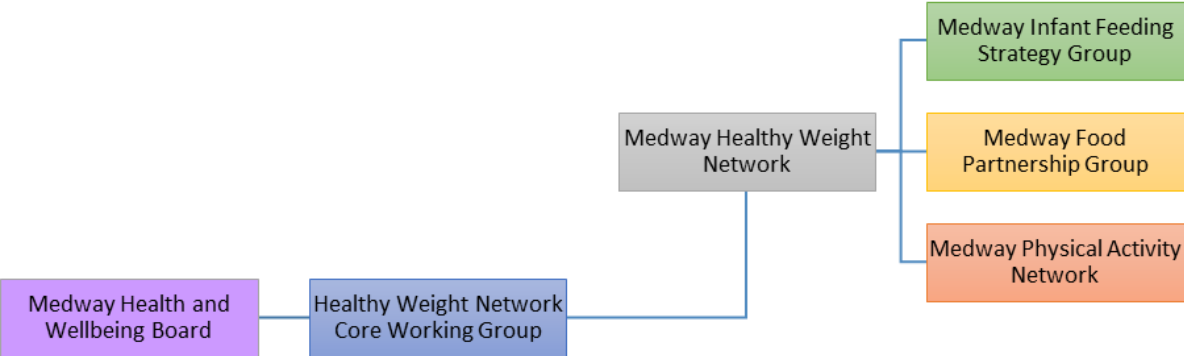 Medway Infant Feeding
Strategy Group
Medway Healthy Weight
Network
Medway Food
Partnership Group
Medway Physical Activity
Network
Medway Health and
Wellbeing Board
Healthy Weight Network
Core Working Group